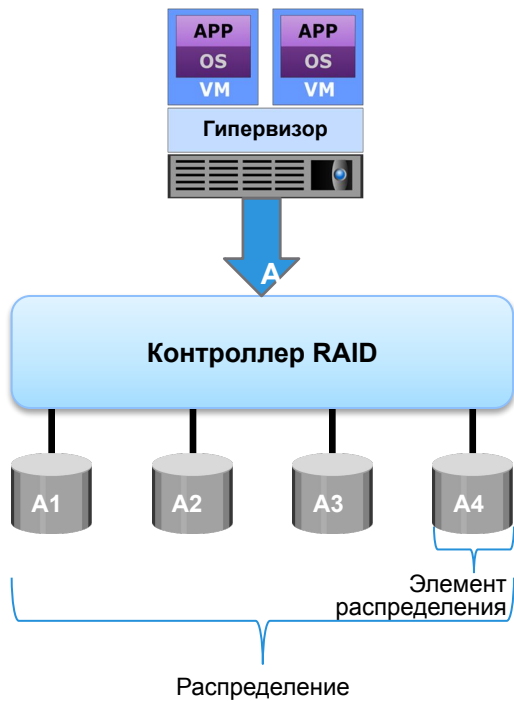 APP APP
OS OS
VM VM
Гипервизор
A
Контроллер RAID
A1 A2 A3 A4
Элемент
распределения
Распределение